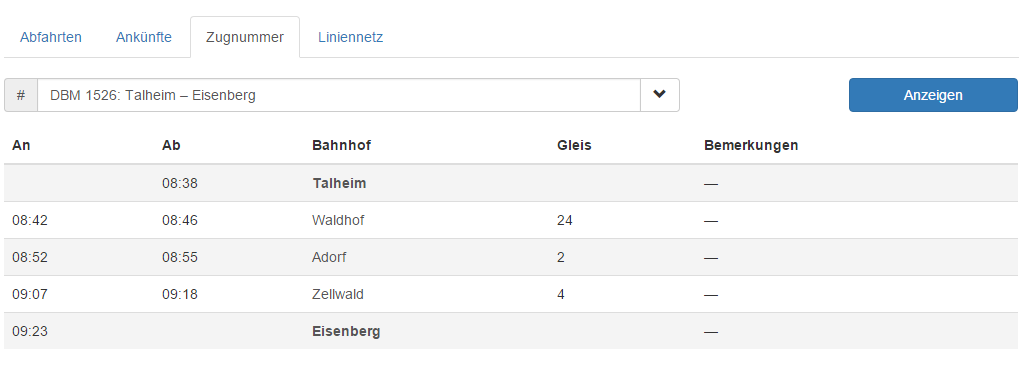 Abfahrten Ankünfte Zugnummer Liniennetz
# DBM 1526: Talheim – Eisenberg Anzeigen
An Ab Bahnhof Gleis Bemerkungen
08:38 Talheim —
08:42 08:46 Waldhof 24 —
08:52 08:55 Adorf 2 —
09:07 09:18 Zellwald 4 —
09:23 Eisenberg —